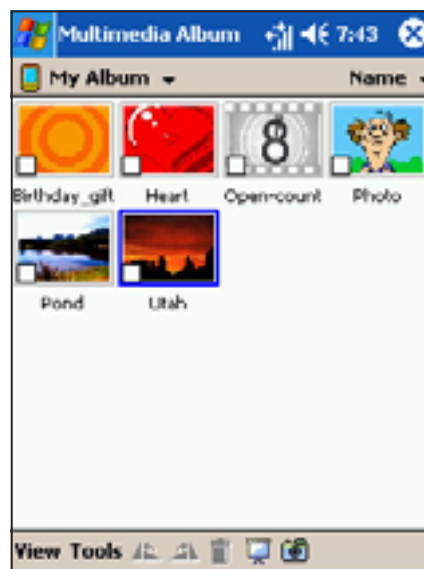 Multimedia Album 7:43
My Album Name
8
Birthday_gift Heart Open-count Photo
Pond Utah
View Tools